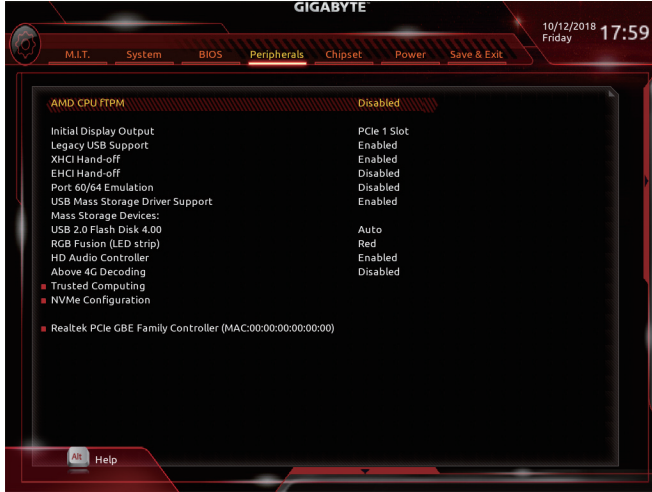 GIGABYTE™
10/12/2018
Friday
17:59
M.I.T. System BIOS Peripherals Chipset Power Save & Exit
AMD CPU fTPM Disabled
Initial Display Output PCIe 1 Slot
Legacy USB Support Enabled
XHCI Hand-off Enabled
EHCI Hand-off Disabled
Port 60/64 Emulation Disabled
USB Mass Storage Driver Support Enabled
Mass Storage Devices:
USB 2.0 Flash Disk 4.00 Auto
RGB Fusion (LED strip) Red
HD Audio Controller Enabled
Above 4G Decoding Disabled
Trusted Computing
NVMe Configuration
Realtek PCIe GBE Family Controller (MAC:00:00:00:00:00:00)
Alt Help